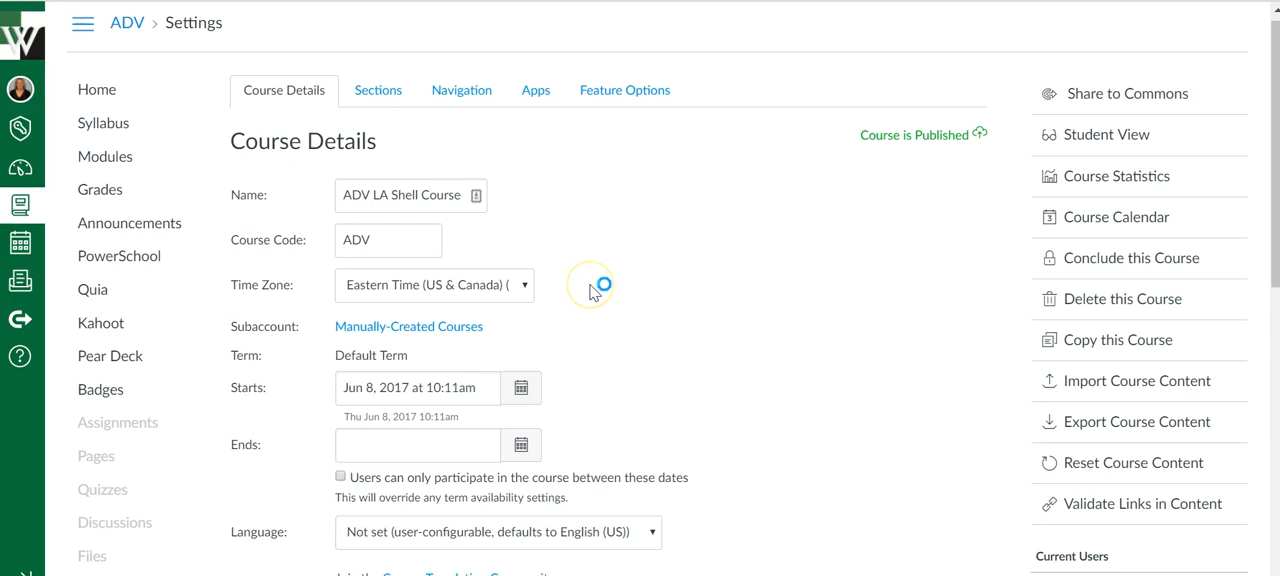 W
ADV > Settings
Home
Syllabus
Modules
Grades
Announcements
PowerSchool
Quia
Kahoot
Pear Deck
Badges
Assignments
Pages
Quizzes
Discussions
Files
Course Details Sections Navigation Apps Feature Options
Course Details
Course is Published
Name: ADV LA Shell Course
Course Code: ADV
Time Zone: Eastern Time (US & Canada) (
Subaccount: Manually-Created Courses
Term: Default Term
Starts: Jun 8, 2017 at 10:11am
Thu Jun 8, 2017 10:11am
Ends:
Users can only participate in the course between these dates
This will override any term availability settings.
Language: Not set (user-configurable, defaults to English (US))
Share to Commons
Student View
Course Statistics
3 Course Calendar
Conclude this Course
Delete this Course
Copy this Course
Import Course Content
Export Course Content
Reset Course Content
Validate Links in Content
Current Users